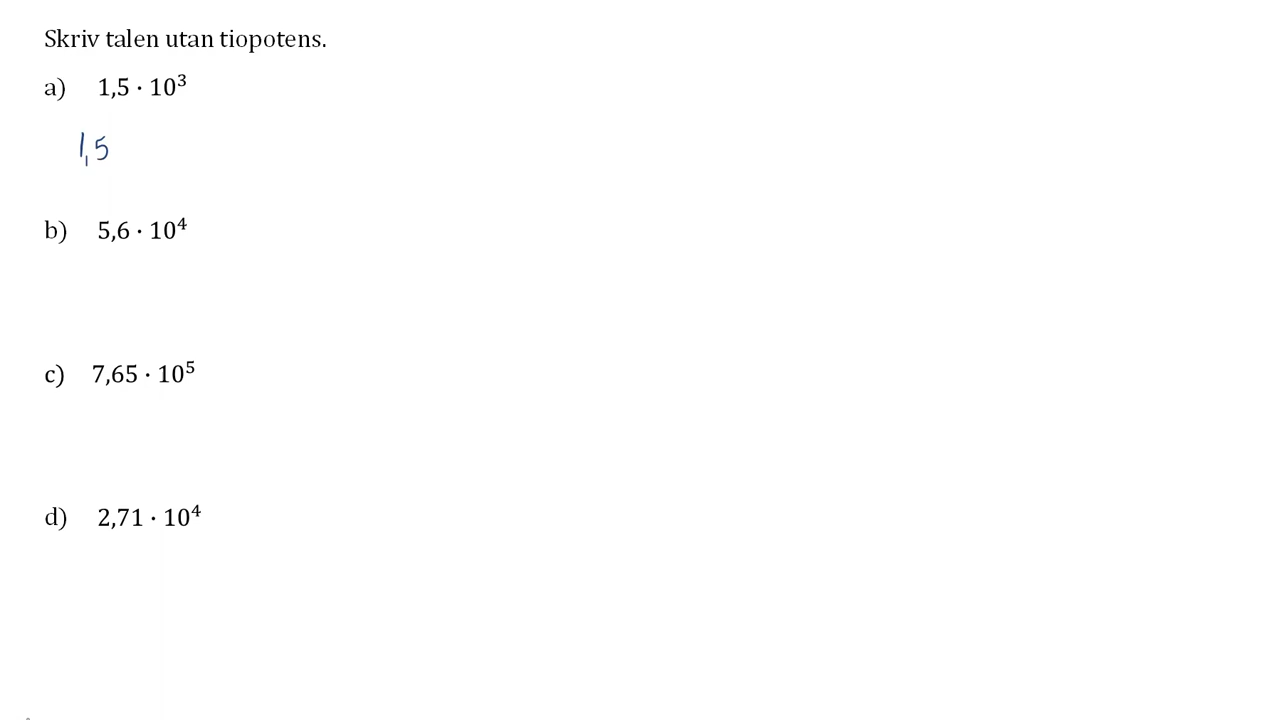 Skriv talen utan tiopotens.
a) 1,5 · 10³
1,5
b) 5,6 · 10⁴
c) 7,65 · 10⁵
d) 2,71 · 10⁴